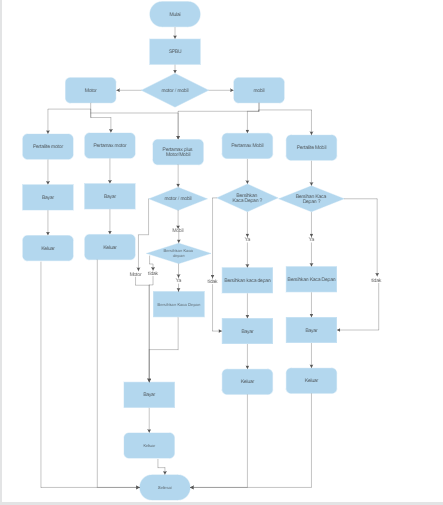 Mulai
SPBU
Motor
motor / mobil
mobil
Pertalite motor
Pertamax motor
Pertamax plus
Motor/Mobil
Pertamax Mobil
Pertalite Mobil
Bayar
Bayar
motor / mobil
Bersihkan
Kaca Depan ?
Bersihkan Kaca
Depan ?
Mobil
Ya
Ya
Keluar
Keluar
Bersihkan Kaca
depan
Motor
tidak
Ya
tidak
tidak
Bersihkan Kaca Depan
Bersihkan kaca depan
Bersihkan Kaca Depan
Bayar
Bayar
Keluar
Keluar
Bayar
Keluar
Selesai